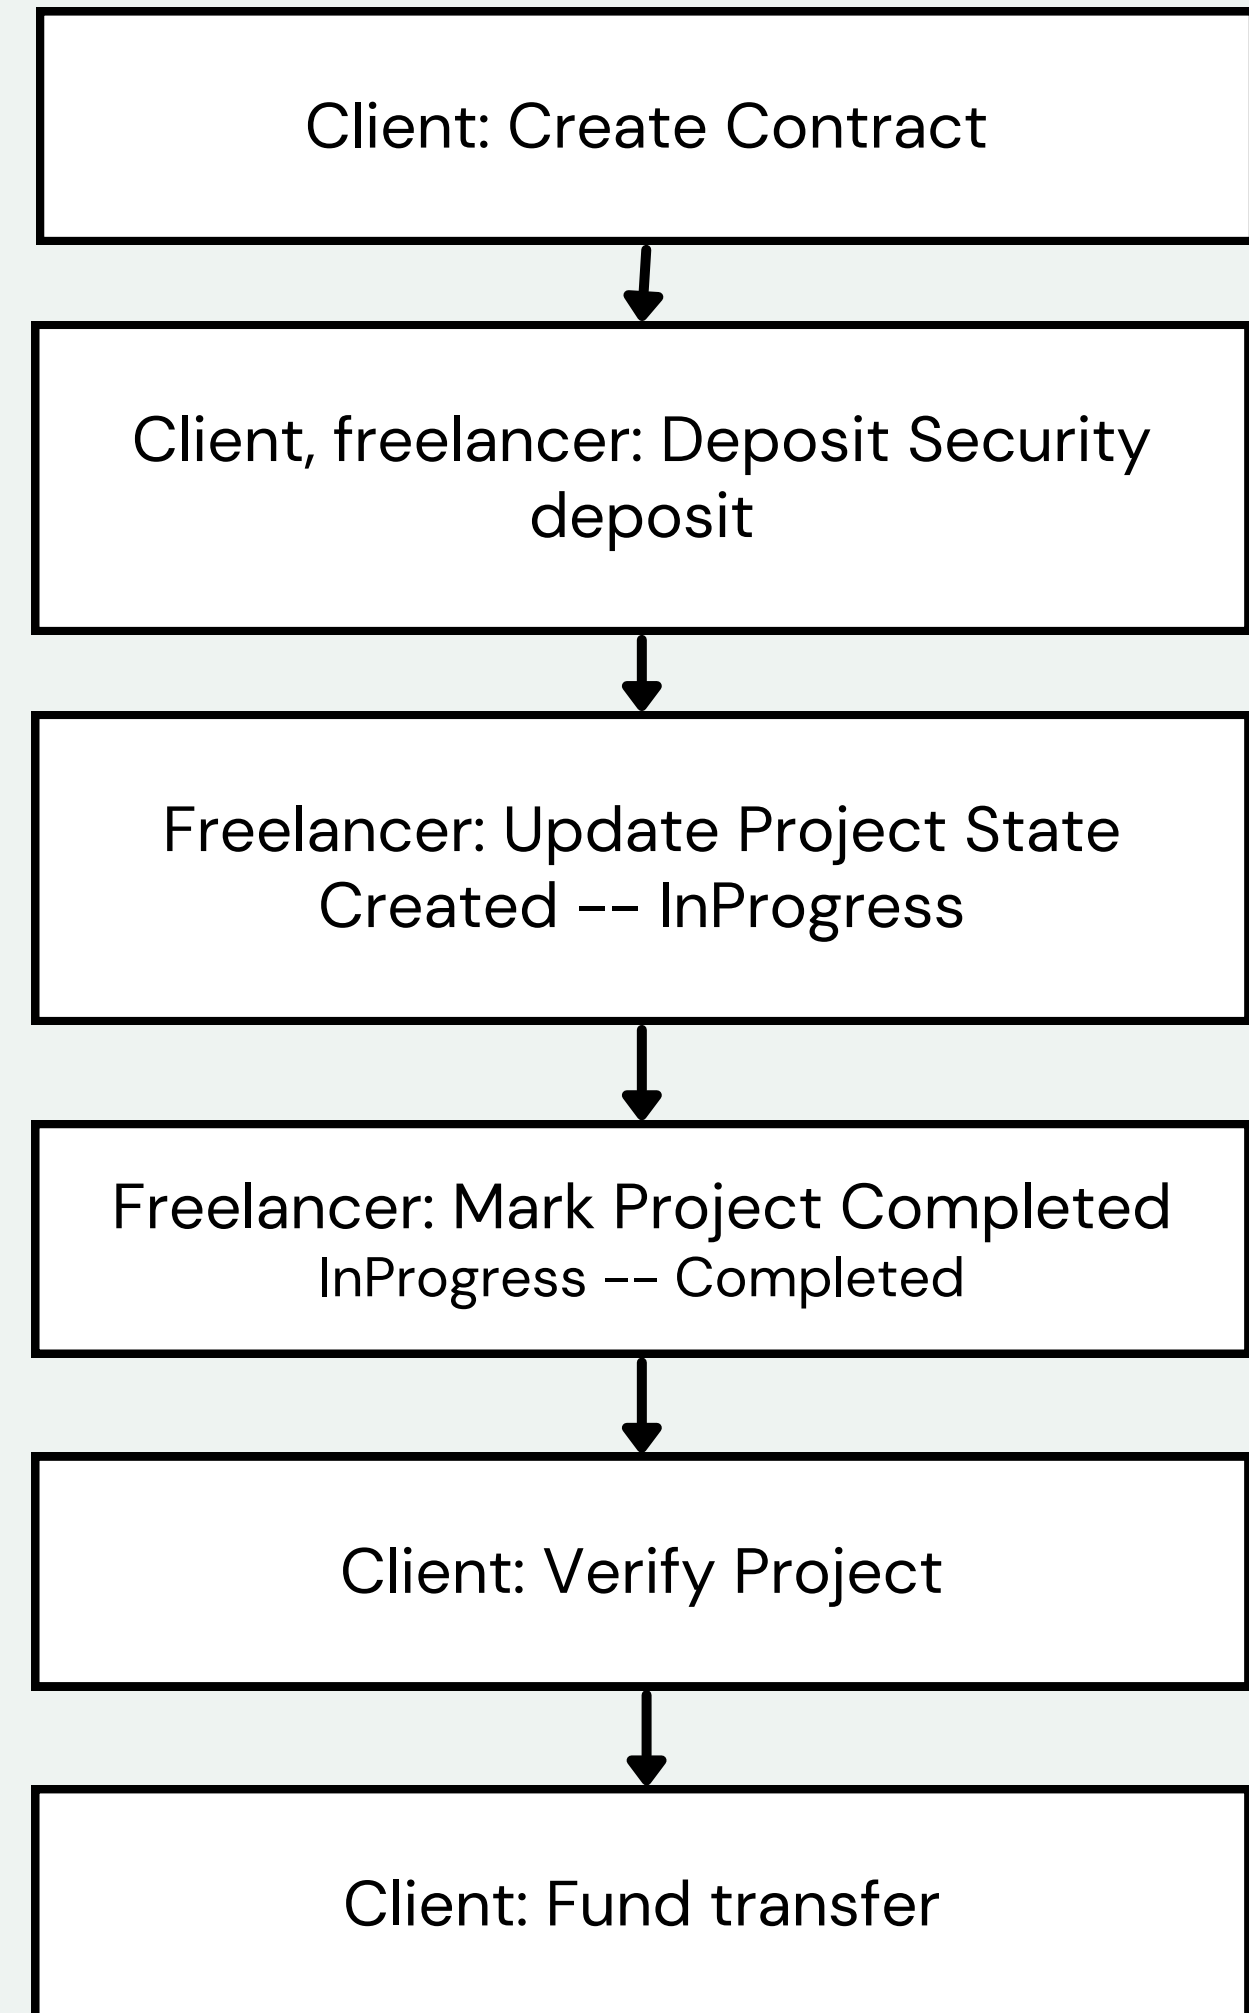 Client: Create Contract
Client, freelancer: Deposit Security
deposit
Freelancer: Update Project State
Created -- InProgress
Freelancer: Mark Project Completed
InProgress -- Completed
Client: Verify Project
Client: Fund transfer